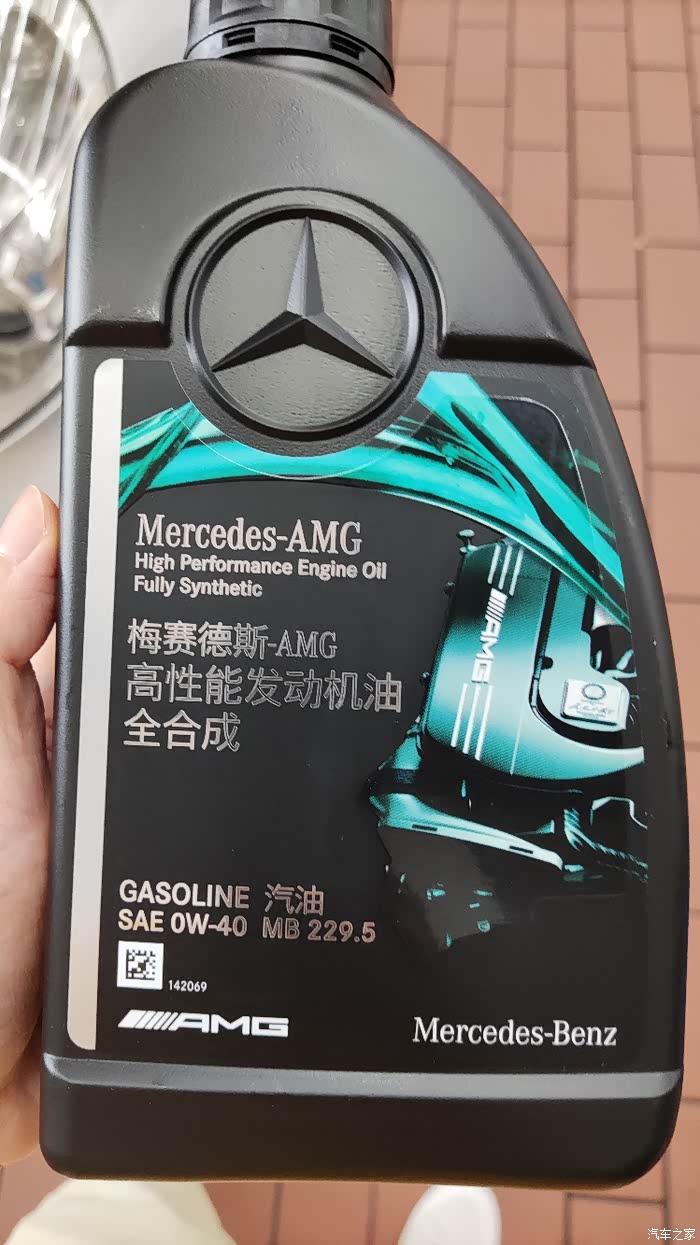 Mercedes-AMG
High Performance Engine Oil
Fully Synthetic
梅赛德斯-AMG
高性能发动机油
全合成
AMG
GASOLINE 汽油
SAE 0W-40 MB 229.5
142069
AMG
Mercedes-Benz
汽车之家